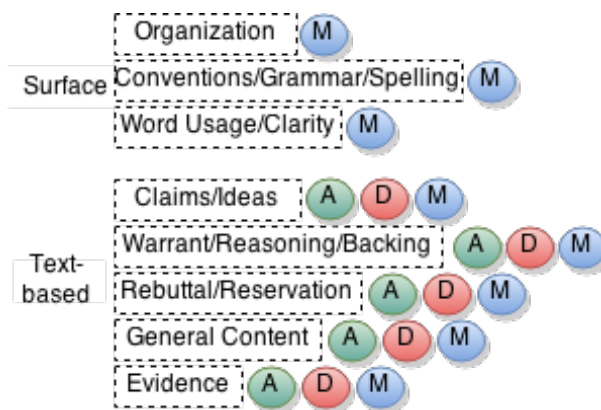 Organization M
Surface Conventions/Grammar/Spelling M
Word Usage/Clarity M
Claims/Ideas A D M
Warrant/Reasoning/Backing A D M
Text-
based
Rebuttal/Reservation A D M
General Content A D M
Evidence A D M